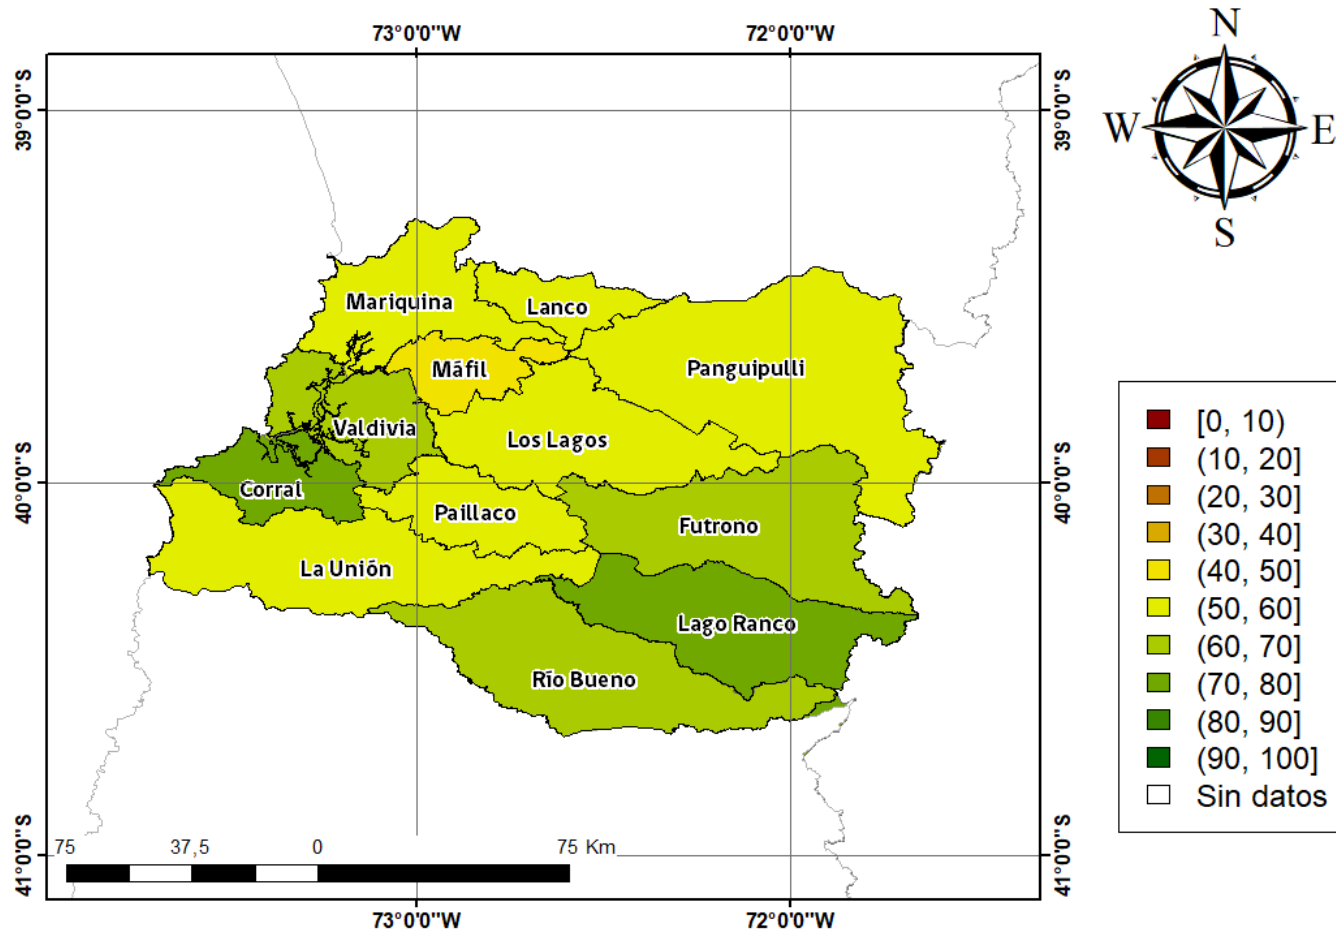 73°0'0"W 72°0'0"W
N
W E
S
39°0'0"S 39°0'0"S
Mariquina
Lanco
Máfil
Panguipulli
Valdivia
Los Lagos
40°0'0"S 40°0'0"S
Corral
Paillaco
Futrono
La Unión
Lago Ranco
Río Bueno
[0, 10)
(10, 20]
(20, 30]
(30, 40]
(40, 50]
(50, 60]
(60, 70]
(70, 80]
(80, 90]
(90, 100]
Sin datos
75 37,5 0 75 Km
41°0'0"S 41°0'0"S
73°0'0"W 72°0'0"W